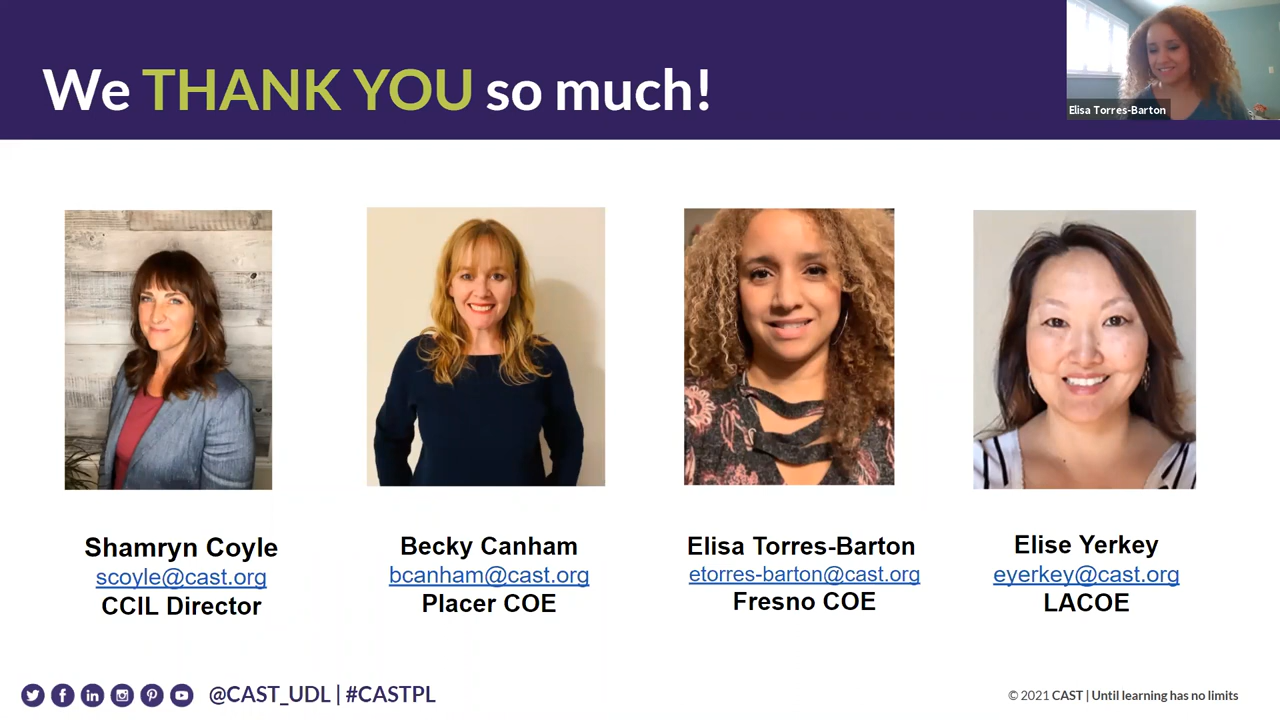 We THANK YOU so much!
Elisa Torres-Barton
Shamryn Coyle
scoyle@cast.org
CCIL Director
Becky Canham
bcanham@cast.org
Placer COE
Elisa Torres-Barton
etorres-barton@cast.org
Fresno COE
Elise Yerkey
eyerkey@cast.org
LACOE
@CAST_UDL | #CASTPL
© 2021 CAST | Until learning has no limits